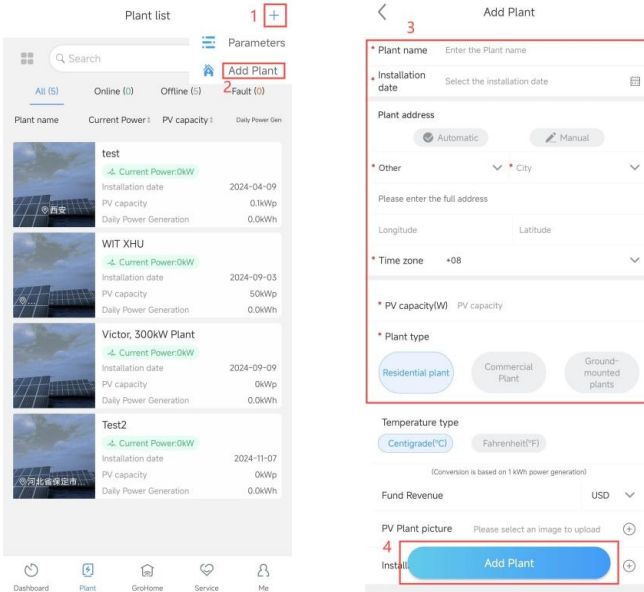 Plant list
1 +
Parameters
Search
Add Plant
2
All (5) Online (0) Offline (5) Fault (0)
Plant name Current Power PV capacity Daily Power Gen
test
Current Power:0kW
Installation date 2024-04-09
PV capacity 0.1kWp
Daily Power Generation 0.0kWh
西安
WIT XHU
Current Power:0kW
Installation date 2024-09-03
PV capacity 50kWp
Daily Power Generation 0.0kWh
...
Victor, 300kW Plant
Current Power:0kW
Installation date 2024-09-09
PV capacity 0kWp
Daily Power Generation 0.0kWh
Test2
Current Power:0kW
Installation date 2024-11-07
PV capacity 0kWp
Daily Power Generation 0.0kWh
河北省保定市...
Dashboard Plant GroHome Service Me
Add Plant
3
* Plant name Enter the Plant name
* Installation date Select the installation date
Plant address
Automatic Manual
* Other * City
Please enter the full address
Longitude Latitude
* Time zone +08
* PV capacity(W) PV capacity
* Plant type
Residential plant
Commercial Plant
Ground-mounted plants
Temperature type
Centigrade(°C) Fahrenheit(°F)
(Conversion is based on 1 kWh power generation)
Fund Revenue USD
PV Plant picture Please select an image to upload
4
Install
Add Plant